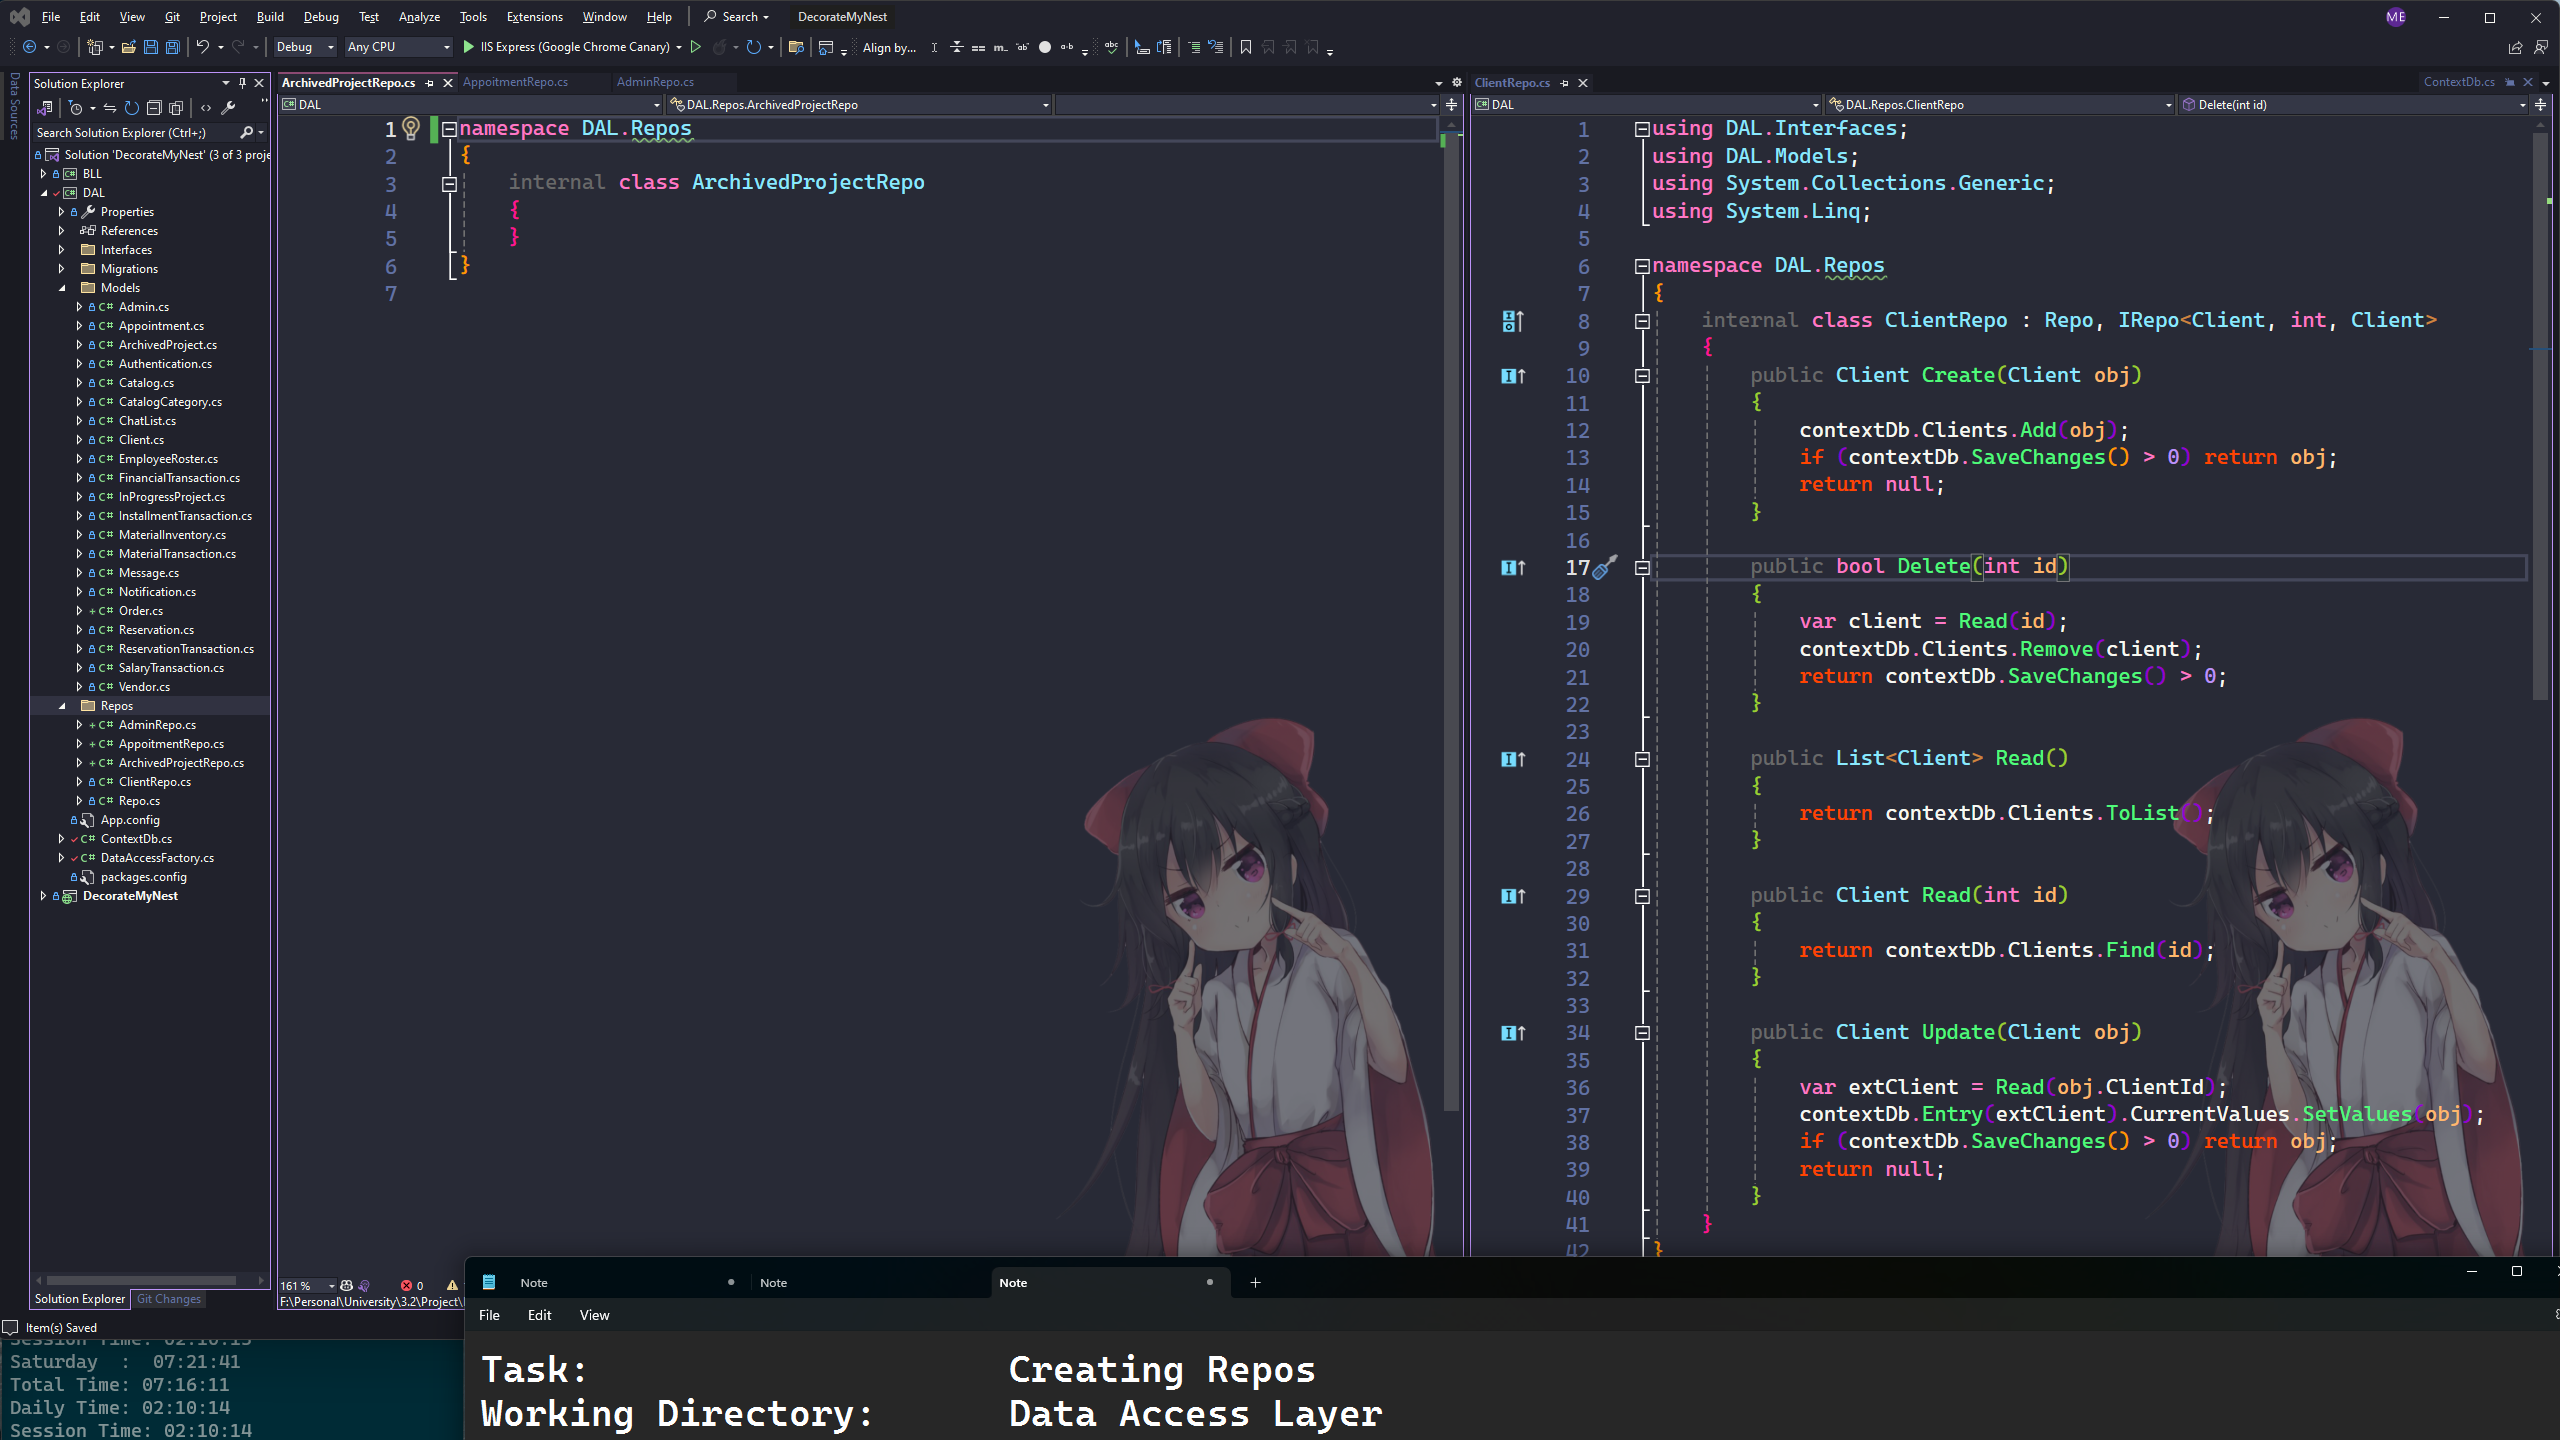 File Edit View Git Project Build Debug Test Analyze Tools Extensions Window Help Search DecorateMyNest ME
Debug Any CPU IIS Express (Google Chrome Canary) Align by...
Data Sources
Solution Explorer
Search Solution Explorer (Ctrl+;)
Solution 'DecorateMyNest' (3 of 3 proje
BLL
DAL
Properties
References
Interfaces
Migrations
Models
Admin.cs
Appointment.cs
ArchivedProject.cs
Authentication.cs
Catalog.cs
CatalogCategory.cs
ChatList.cs
Client.cs
EmployeeRoster.cs
FinancialTransaction.cs
InProgressProject.cs
InstallmentTransaction.cs
MaterialInventory.cs
MaterialTransaction.cs
Message.cs
Notification.cs
Order.cs
Reservation.cs
ReservationTransaction.cs
SalaryTransaction.cs
Vendor.cs
Repos
AdminRepo.cs
AppoitmentRepo.cs
ArchivedProjectRepo.cs
ClientRepo.cs
Repo.cs
App.config
ContextDb.cs
DataAccessFactory.cs
packages.config
DecorateMyNest
Solution Explorer Git Changes
ArchivedProjectRepo.cs AppoitmentRepo.cs AdminRepo.cs
DAL DAL.Repos.ArchivedProjectRepo
1 namespace DAL.Repos
2 {
3 internal class ArchivedProjectRepo
4 {
5 }
6 }
7
161 % 0
F:\Personal\University\3.2\Project\
ClientRepo.cs ContextDb.cs
DAL DAL.Repos.ClientRepo Delete(int id)
1 using DAL.Interfaces;
2 using DAL.Models;
3 using System.Collections.Generic;
4 using System.Linq;
5
6 namespace DAL.Repos
7 {
8 internal class ClientRepo : Repo, IRepo<Client, int, Client>
9 {
10 public Client Create(Client obj)
11 {
12 contextDb.Clients.Add(obj);
13 if (contextDb.SaveChanges() > 0) return obj;
14 return null;
15 }
16
17 public bool Delete(int id)
18 {
19 var client = Read(id);
20 contextDb.Clients.Remove(client);
21 return contextDb.SaveChanges() > 0;
22 }
23
24 public List<Client> Read()
25 {
26 return contextDb.Clients.ToList();
27 }
28
29 public Client Read(int id)
30 {
31 return contextDb.Clients.Find(id);
32 }
33
34 public Client Update(Client obj)
35 {
36 var extClient = Read(obj.ClientId);
37 contextDb.Entry(extClient).CurrentValues.SetValues(obj);
38 if (contextDb.SaveChanges() > 0) return obj;
39 return null;
40 }
41 }
42 }
Item(s) Saved
Session Time: 02:10:13
Saturday : 07:21:41
Total Time: 07:16:11
Daily Time: 02:10:14
Session Time: 02:10:14
Note Note Note
File Edit View
Task: Creating Repos
Working Directory: Data Access Layer